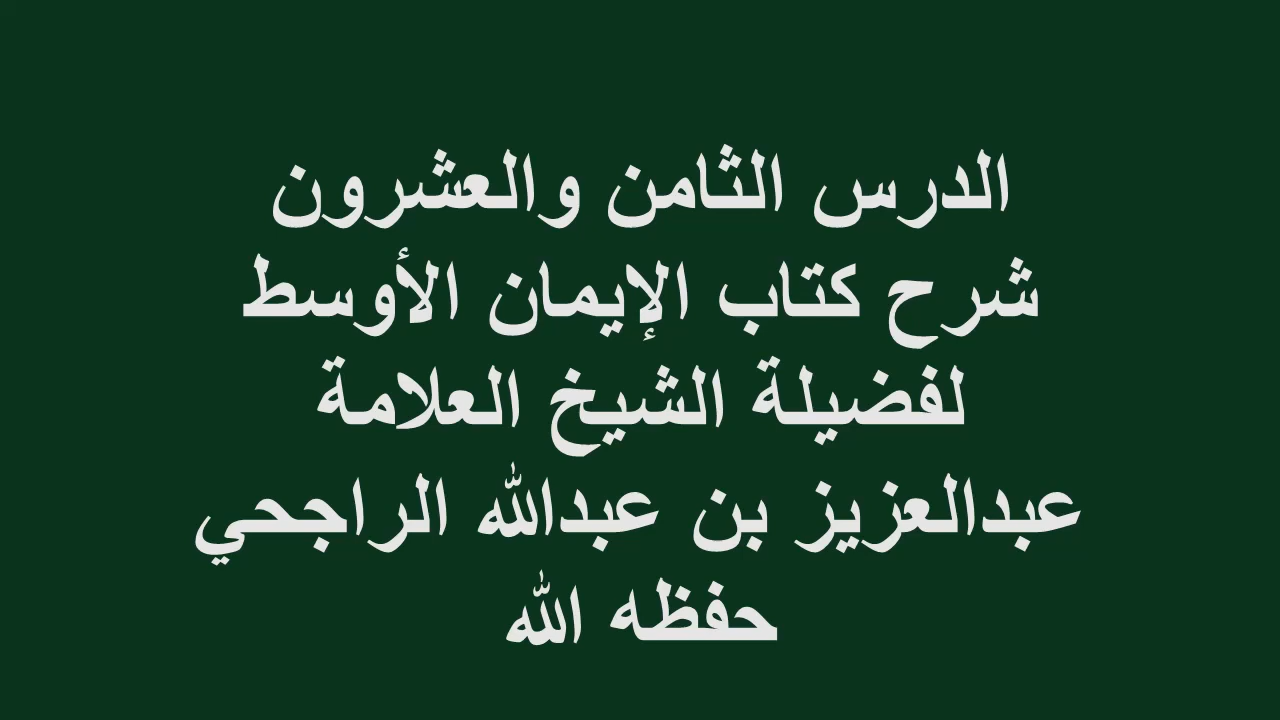 الدرس الثامن والعشرون
شرح كتاب الإيمان الأوسط
لفضيلة الشيخ العلامة
عبدالعزيز بن عبدالله الراجحي
حفظه الله